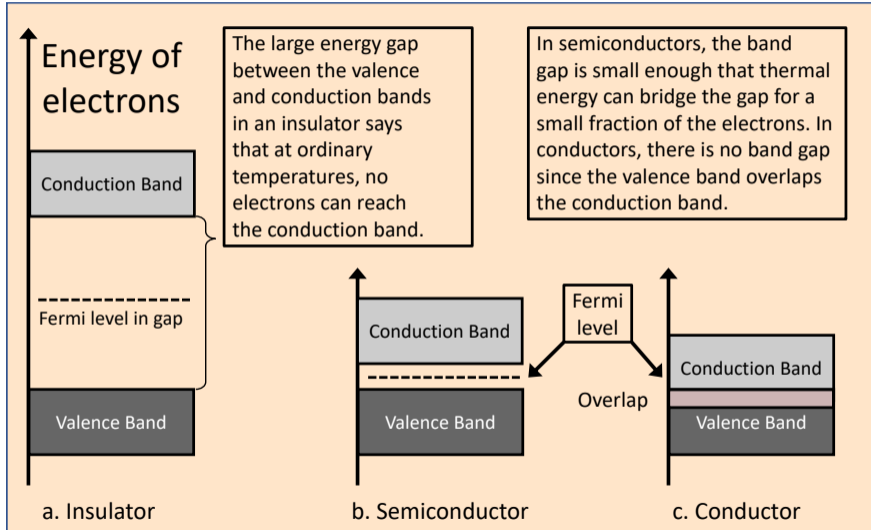 Energy of
electrons
The large energy gap
between the valence
and conduction bands
in an insulator says
that at ordinary
temperatures, no
electrons can reach
the conduction band.
In semiconductors, the band
gap is small enough that thermal
energy can bridge the gap for a
small fraction of the electrons. In
conductors, there is no band gap
since the valence band overlaps
the conduction band.
Conduction Band
Fermi level in gap
Valence Band
a. Insulator
Conduction Band
Valence Band
b. Semiconductor
Fermi
level
Overlap
Conduction Band
Valence Band
c. Conductor